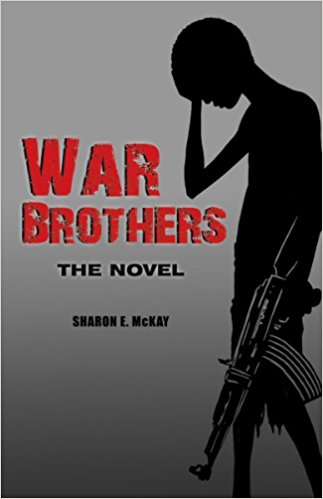 WAR
BROTHERS
THE NOVEL
SHARON E. McKAY